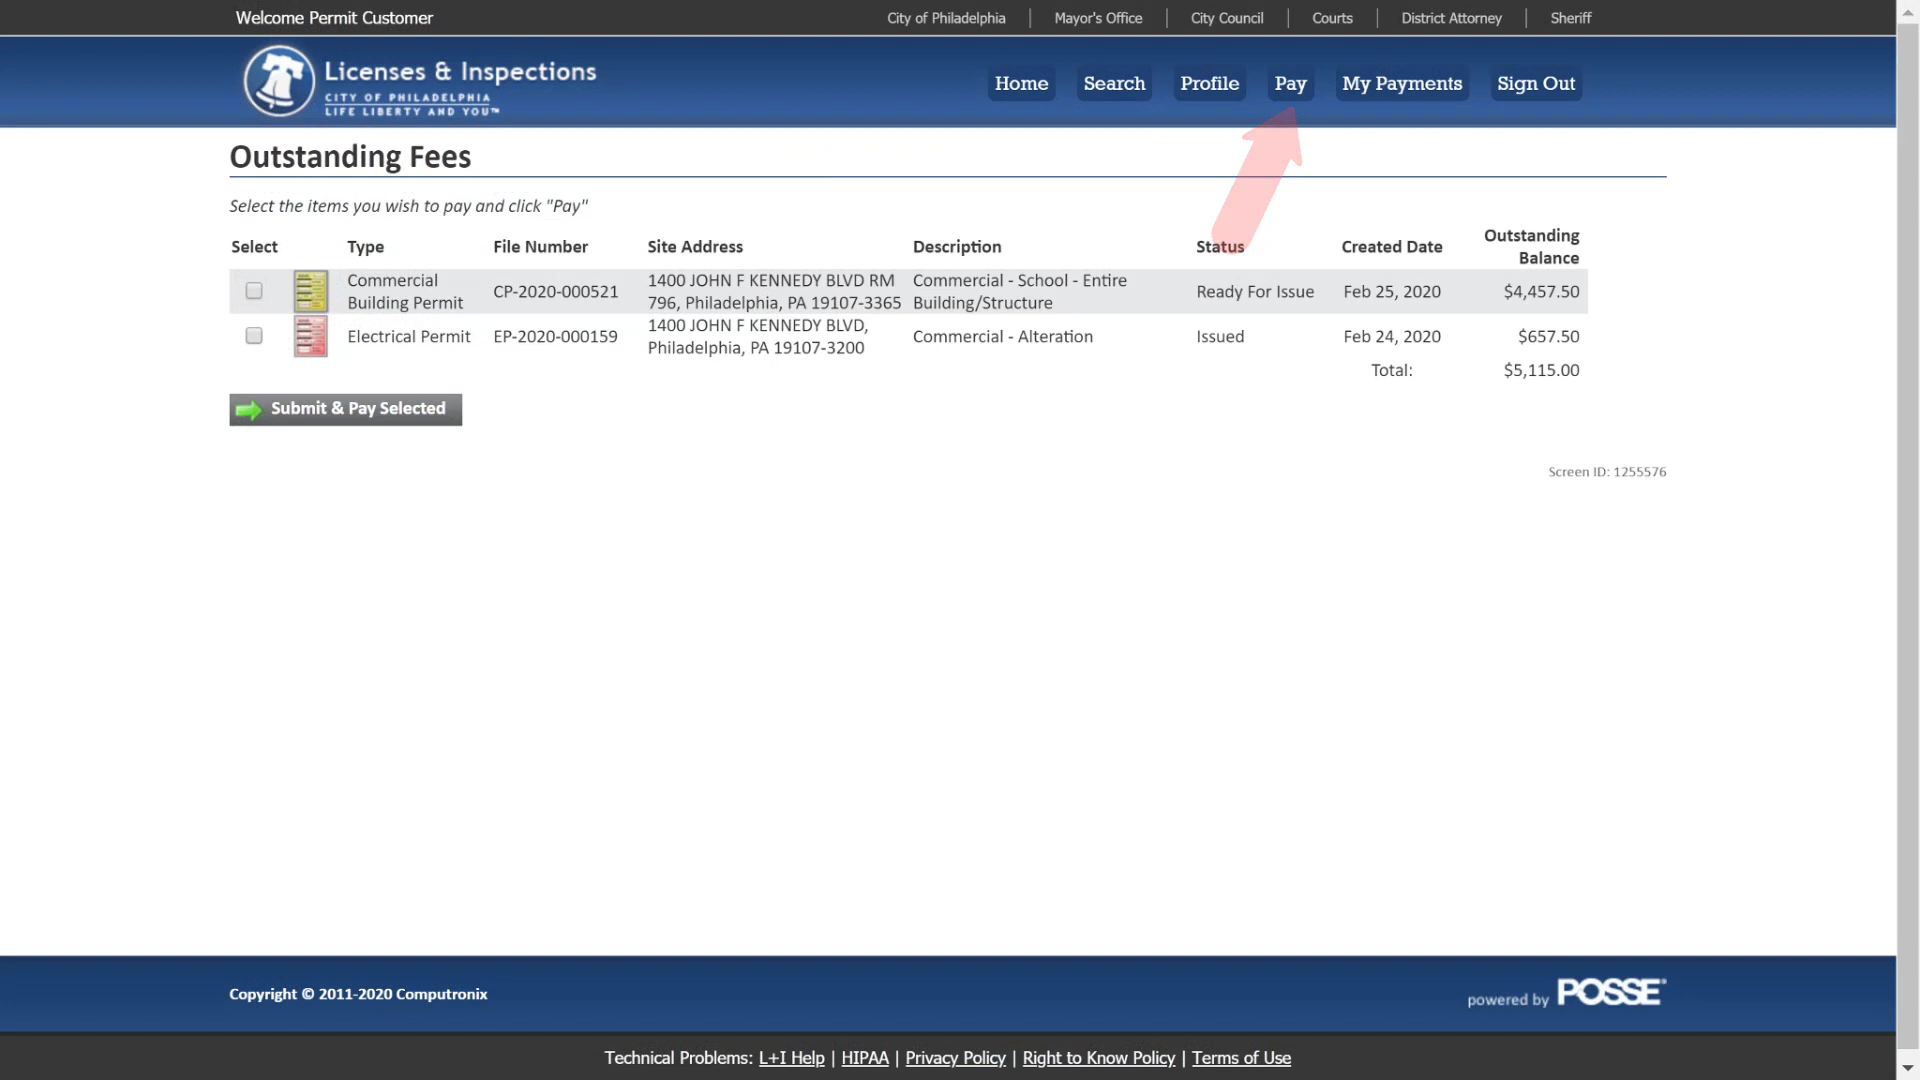 Welcome Permit Customer
City of Philadelphia | Mayor's Office | City Council | Courts | District Attorney | Sheriff
Licenses & Inspections
CITY OF PHILADELPHIA
LIFE LIBERTY AND YOU™
Home Search Profile Pay My Payments Sign Out
Outstanding Fees
Select the items you wish to pay and click "Pay"
Select Type File Number Site Address Description Status Created Date Outstanding Balance
Commercial Building Permit CP-2020-000521 1400 JOHN F KENNEDY BLVD RM 796, Philadelphia, PA 19107-3365 Commercial - School - Entire Building/Structure Ready For Issue Feb 25, 2020 $4,457.50
Electrical Permit EP-2020-000159 1400 JOHN F KENNEDY BLVD, Philadelphia, PA 19107-3200 Commercial - Alteration Issued Feb 24, 2020 $657.50
Total: $5,115.00
Submit & Pay Selected
Screen ID: 1255576
Copyright © 2011-2020 Computronix
powered by POSSE®
Technical Problems: L+I Help | HIPAA | Privacy Policy | Right to Know Policy | Terms of Use